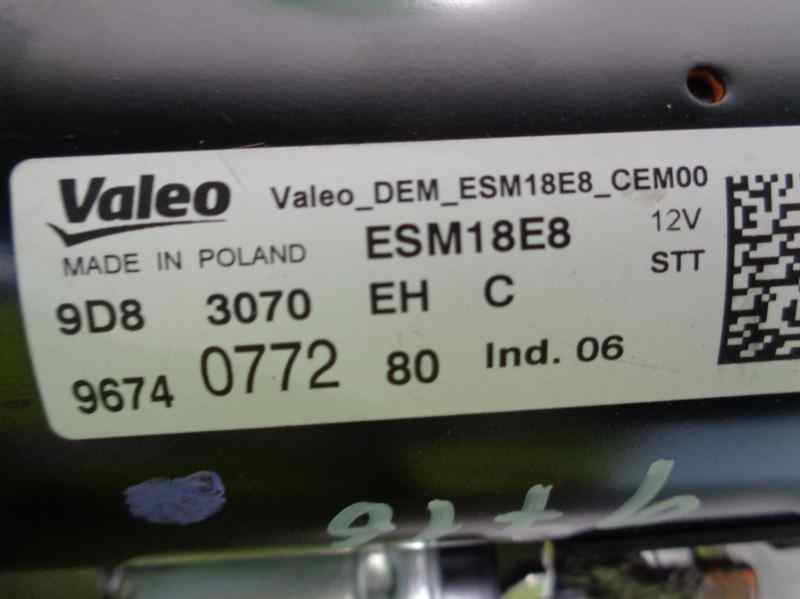 Valeo Valeo_DEM_ESM18E8_CEM00
MADE IN POLAND ESM18E8 12V
9D8 3070 EH C STT
9674 0772 80 Ind. 06